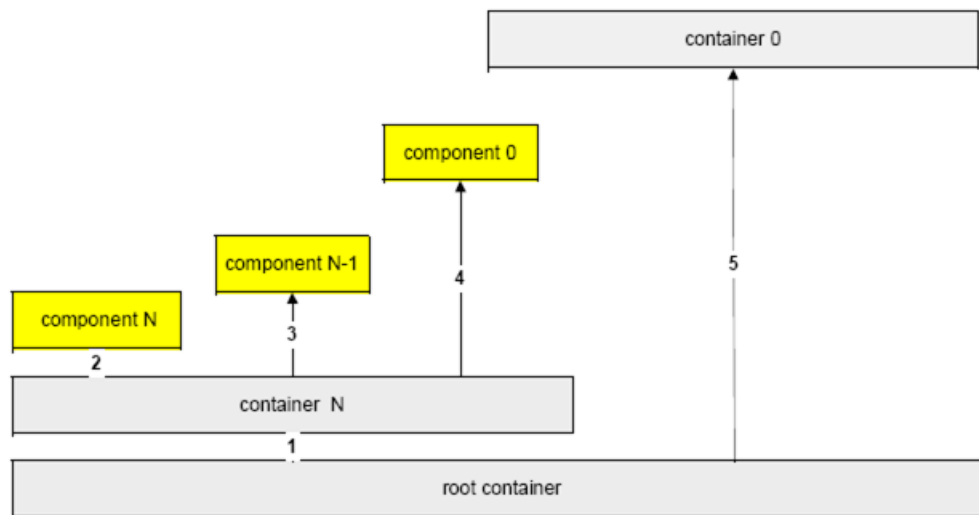 container 0
component 0
component N-1
4
5
component N
3
2
container N
1
root container